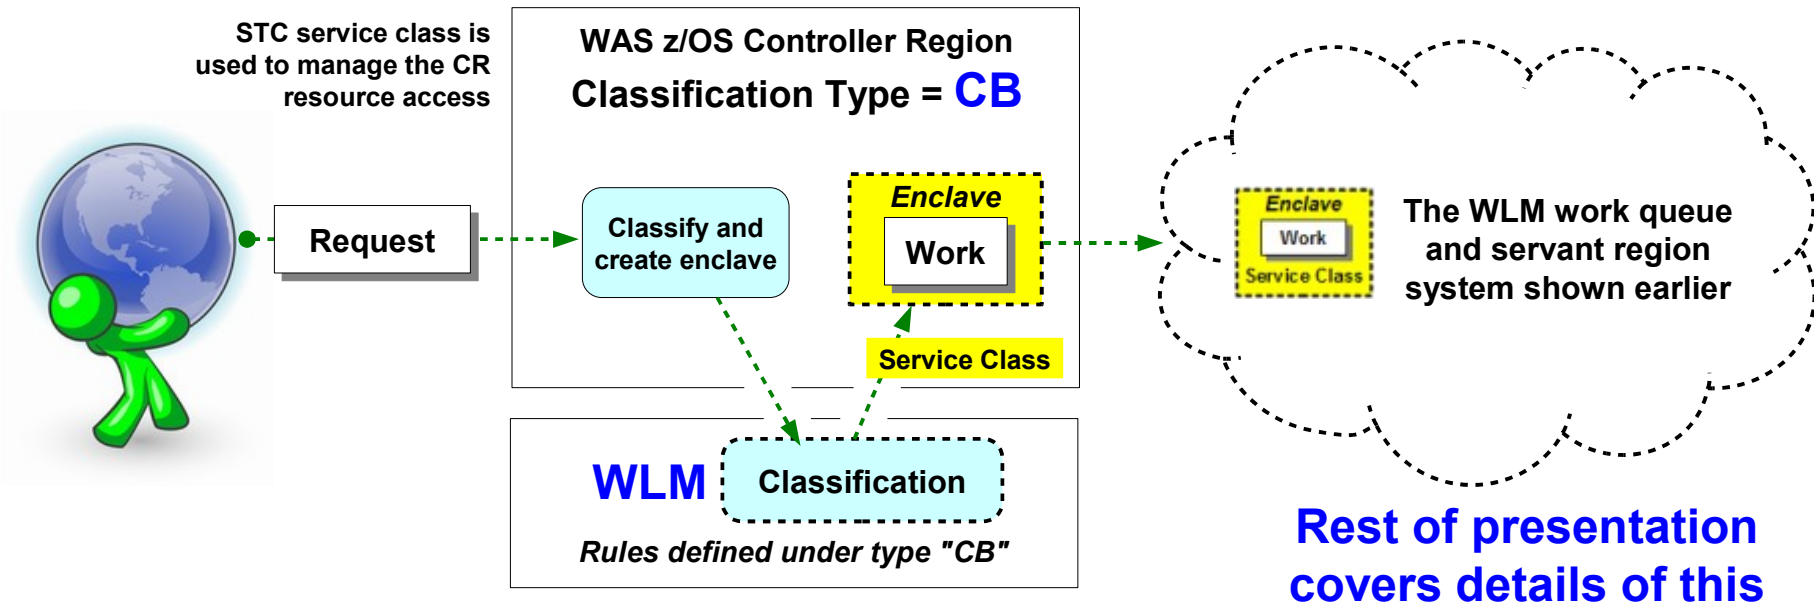 STC service class is
used to manage the CR
resource access
WAS z/OS Controller Region
Classification Type = CB
Request
Classify and
create enclave
Enclave
Work
Service Class
WLM
Classification
Rules defined under type "CB"
Enclave
Work
Service Class
The WLM work queue
and servant region
system shown earlier
Rest of presentation
covers details of this